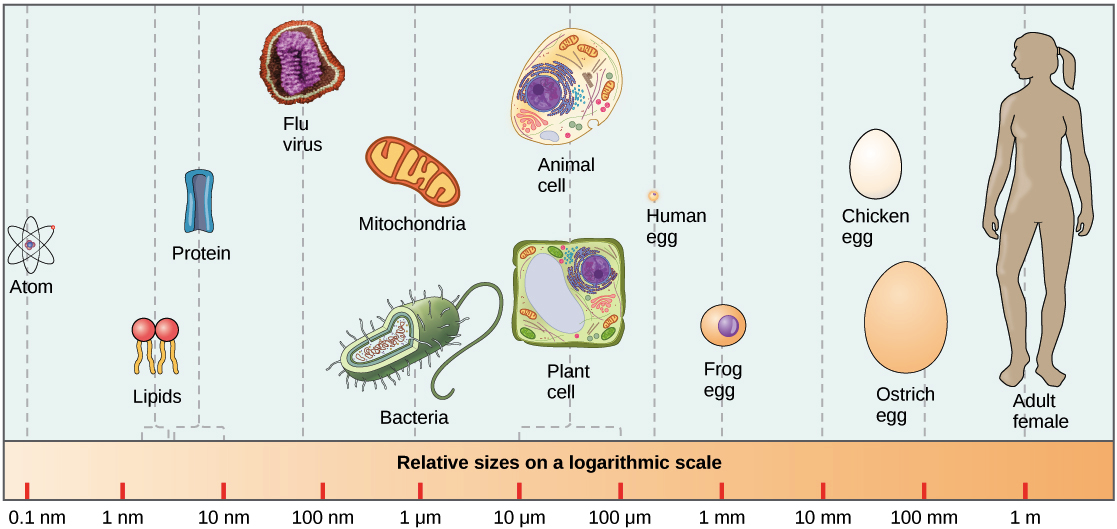 Flu
virus
Animal
cell
Mitochondria
Human
egg
Chicken
egg
Protein
Atom
Lipids
Bacteria
Plant
cell
Frog
egg
Ostrich
egg
Adult
female
Relative sizes on a logarithmic scale
0.1 nm 1 nm 10 nm 100 nm 1 µm 10 µm 100 µm 1 mm 10 mm 100 mm 1 m